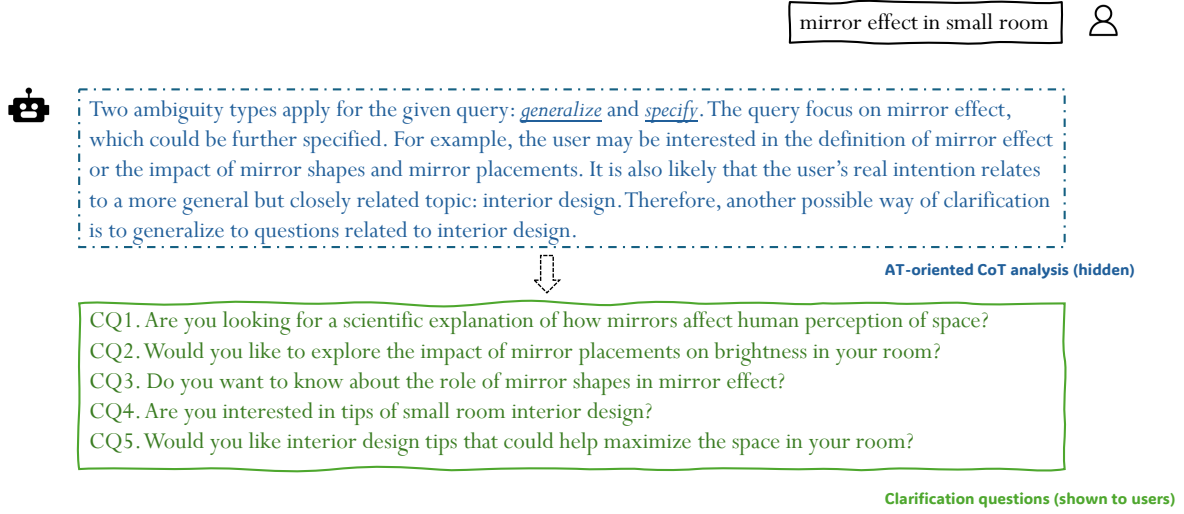 mirror effect in small room
Two ambiguity types apply for the given query: generalize and specify. The query focus on mirror effect,
which could be further specified. For example, the user may be interested in the definition of mirror effect
or the impact of mirror shapes and mirror placements. It is also likely that the user's real intention relates
to a more general but closely related topic: interior design. Therefore, another possible way of clarification
is to generalize to questions related to interior design.
AT-oriented CoT analysis (hidden)
CQ1. Are you looking for a scientific explanation of how mirrors affect human perception of space?
CQ2. Would you like to explore the impact of mirror placements on brightness in your room?
CQ3. Do you want to know about the role of mirror shapes in mirror effect?
CQ4. Are you interested in tips of small room interior design?
CQ5. Would you like interior design tips that could help maximize the space in your room?
Clarification questions (shown to users)